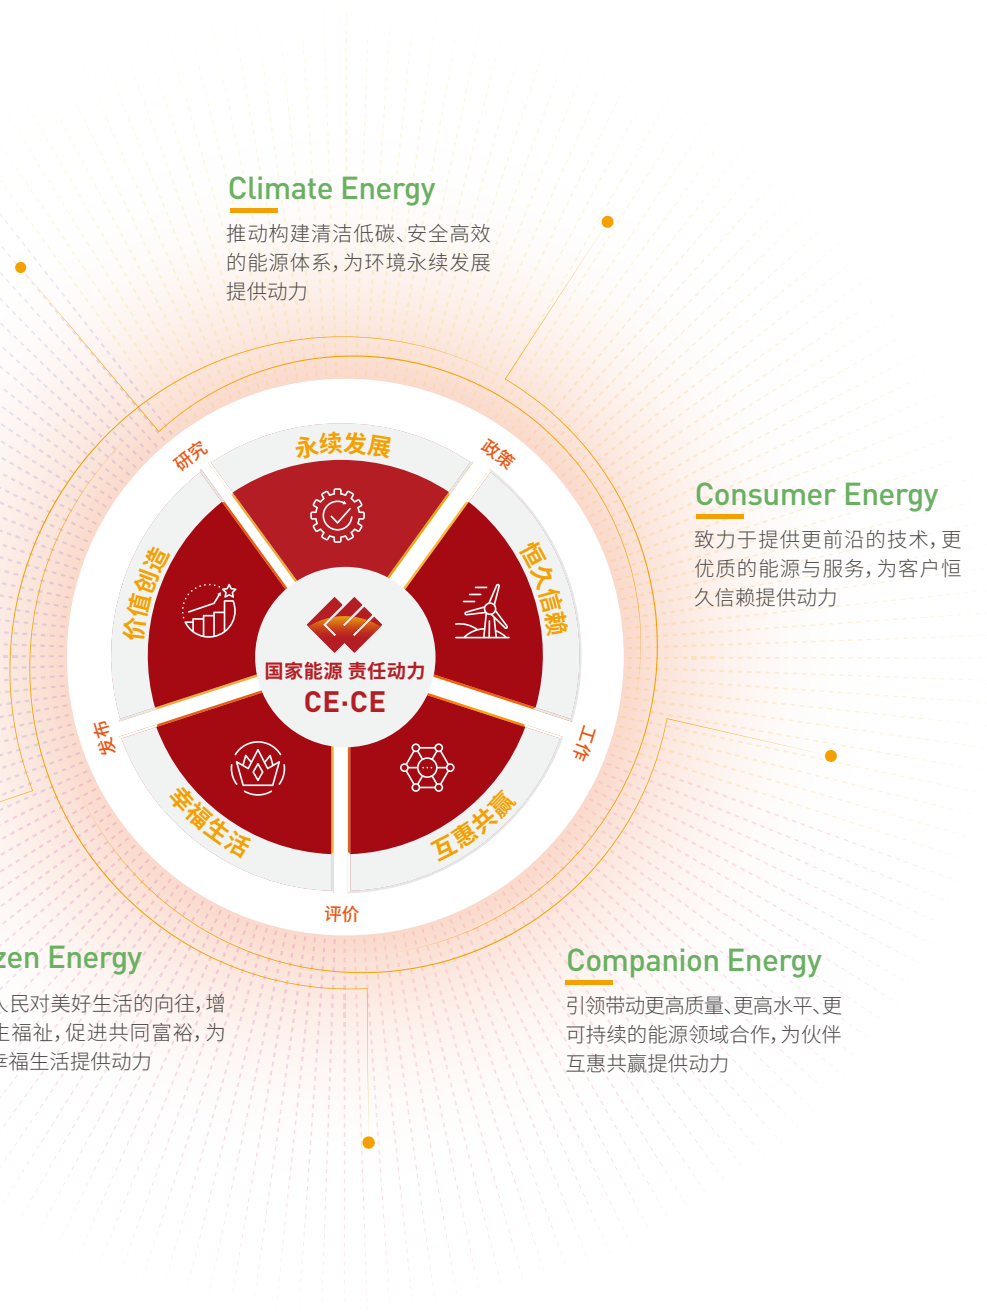 Climate Energy
推动构建清洁低碳、安全高效
的能源体系，为环境永续发展
提供动力
Consumer Energy
致力于提供更前沿的技术，更
优质的能源与服务，为客户恒
久信赖提供动力
研究
永续发展
政策
价值创造
恒久信赖
国家能源 责任动力
CE·CE
发布
工作
幸福生活
互惠共赢
评价
zen Energy
人民对美好生活的向往，增
生福祉，促进共同富裕，为
幸福生活提供动力
Companion Energy
引领带动更高质量、更高水平、更
可持续的能源领域合作，为伙伴
互惠共赢提供动力